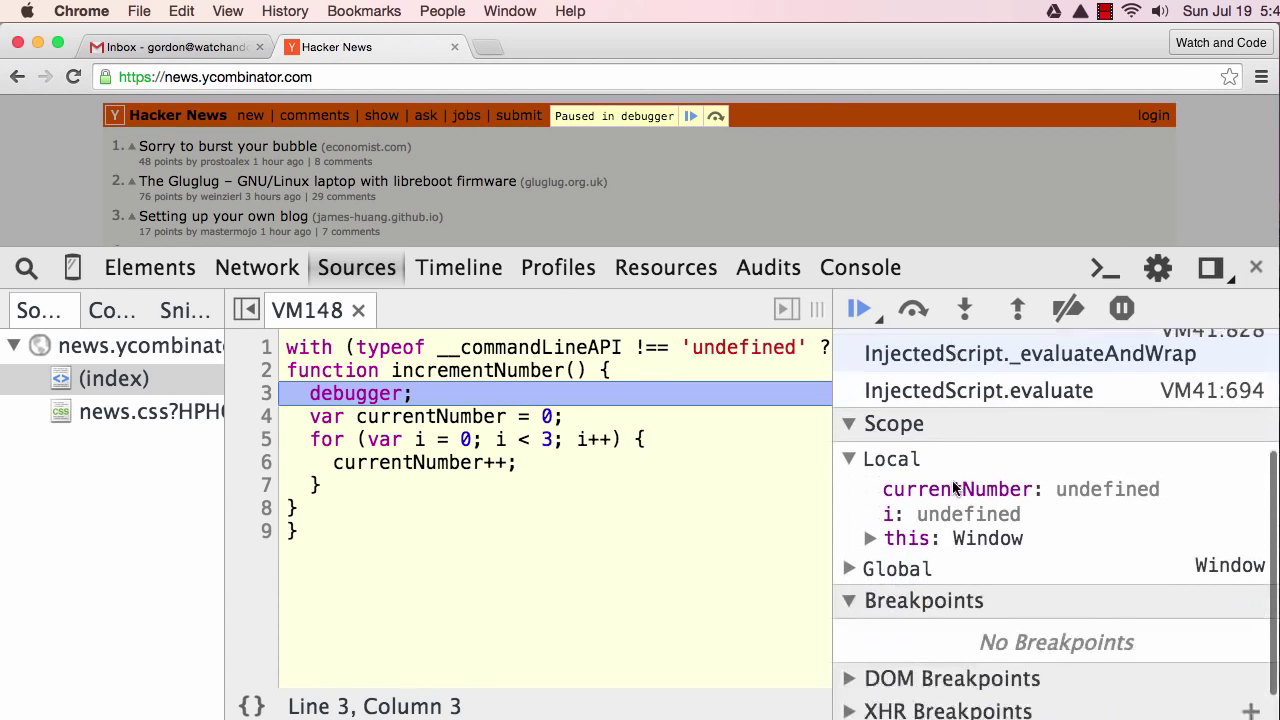 Chrome File Edit View History Bookmarks People Window Help Sun Jul 19 5:4
Inbox - gordon@watchand Hacker News Watch and Code
https://news.ycombinator.com
Y Hacker News new | comments | show | ask | jobs | submit Paused in debugger login
1. Sorry to burst your bubble (economist.com)
48 points by prostoalex 1 hour ago | 8 comments
2. The Gluglug – GNU/Linux laptop with libreboot firmware (gluglug.org.uk)
76 points by weinzierl 3 hours ago | 29 comments
3. Setting up your own blog (james-huang.github.io)
17 points by mastermojo 1 hour ago | 7 comments
Elements Network Sources Timeline Profiles Resources Audits Console
So... Co... Sni... VM148
news.ycombinat
(index)
news.css?HPH
1 with (typeof __commandLineAPI !== 'undefined' ?
2 function incrementNumber() {
3 debugger;
4 var currentNumber = 0;
5 for (var i = 0; i < 3; i++) {
6 currentNumber++;
7 }
8 }
9 }
{} Line 3, Column 3
VM41:828
InjectedScript._evaluateAndWrap
InjectedScript.evaluate VM41:694
Scope
Local
currentNumber: undefined
i: undefined
this: Window
Global Window
Breakpoints
No Breakpoints
DOM Breakpoints
XHR Breakpoints +